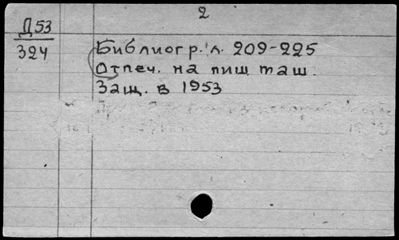 2
Д53
324
Библиогр.: л. 209-225
Отпеч. на пиш. маш.
Защ. в 1953